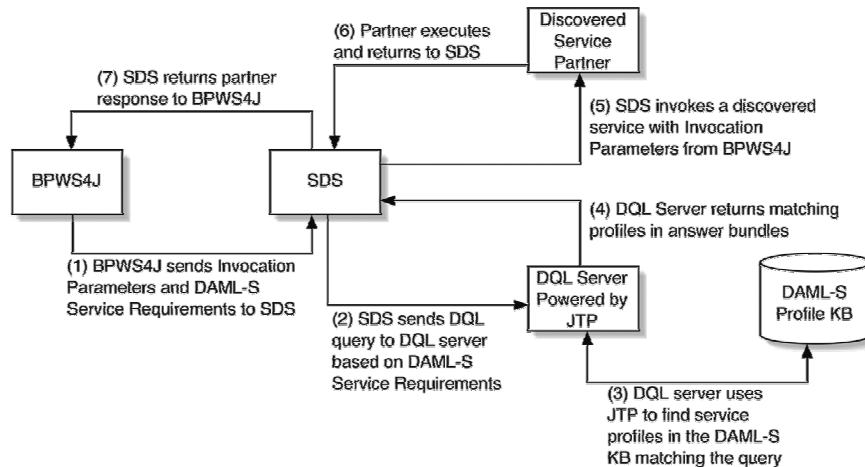 (6) Partner executes
and returns to SDS
Discovered
Service
Partner
(7) SDS returns partner
response to BPWS4J
(5) SDS invokes a discovered
service with Invocation
Parameters from BPWS4J
BPWS4J
SDS
(4) DQL Server returns matching
profiles in answer bundles
(1) BPWS4J sends Invocation
Parameters and DAML-S
Service Requirements to SDS
DQL Server
Powered by
JTP
DAML-S
Profile KB
(2) SDS sends DQL
query to DQL server
based on DAML-S
Service Requirements
(3) DQL server uses
JTP to find service
profiles in the DAML-S
KB matching the query